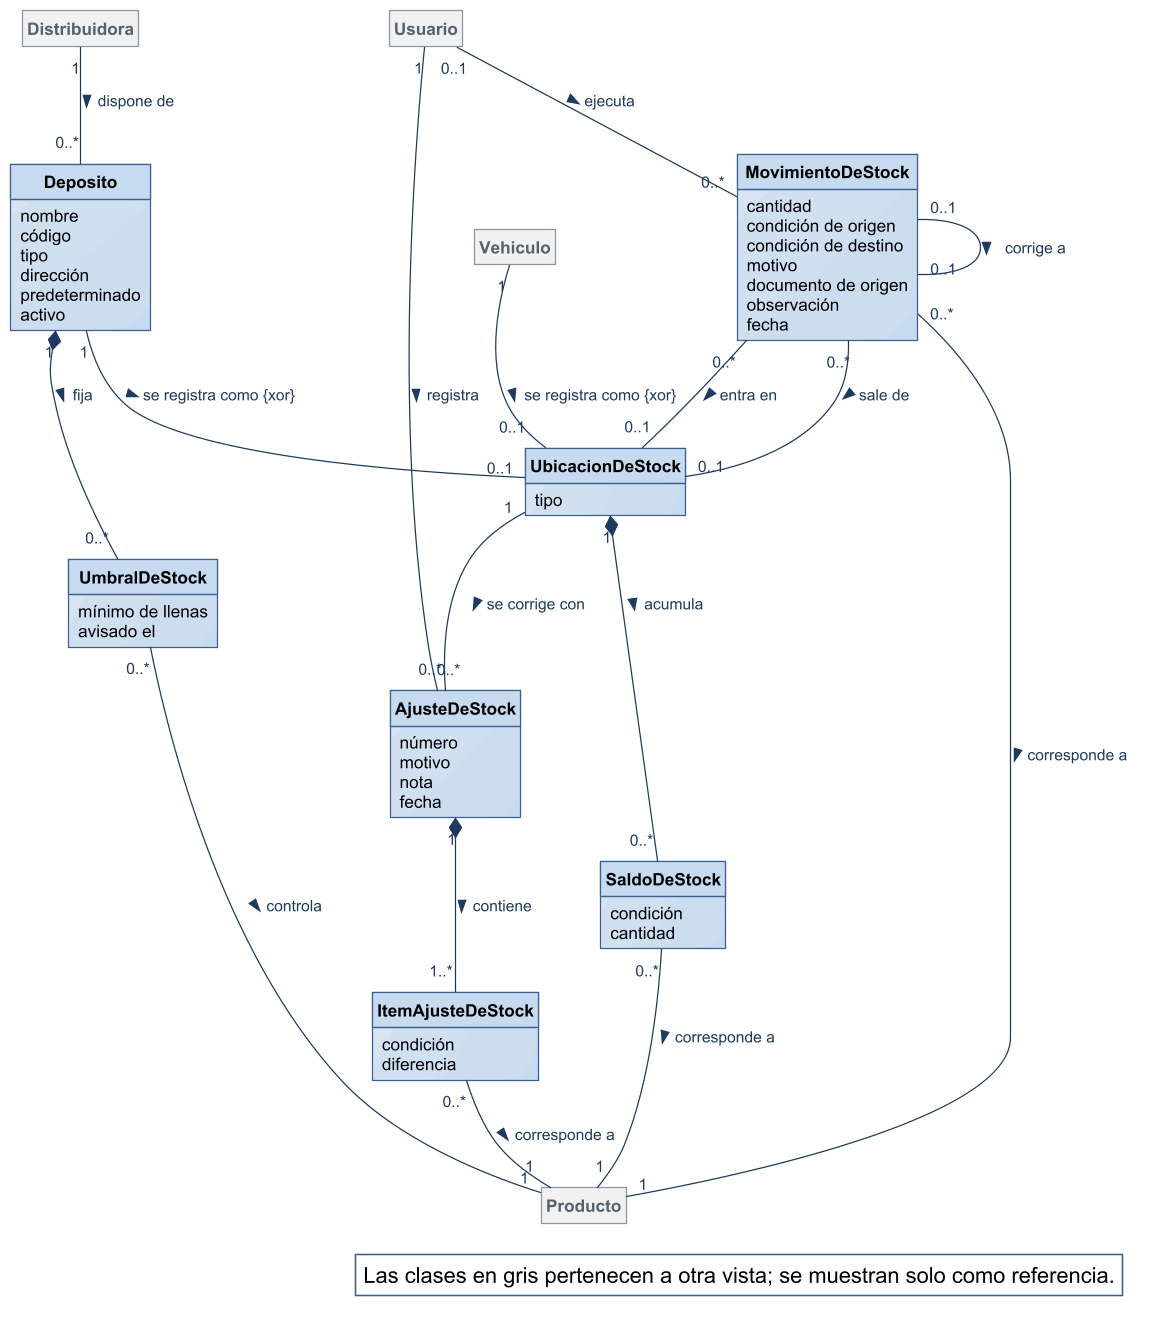 Distribuidora
Usuario
1
1
0..1
dispone de
ejecuta
0..*
0..*
Deposito
nombre
código
tipo
dirección
predeterminado
activo
MovimientoDeStock
cantidad
condición de origen
condición de destino
motivo
documento de origen
observación
fecha
0..1
corrige a
0..1
0..*
Vehiculo
1
1
1
0..*
0..*
fija
se registra como {xor}
registra
se registra como {xor}
entra en
sale de
0..1
0..1
0..1
0..1
UbicacionDeStock
tipo
1
1
0..*
UmbralDeStock
mínimo de llenas
avisado el
0..*
se corrige con
acumula
0..*
0..*
AjusteDeStock
número
motivo
nota
fecha
1
corresponde a
0..*
SaldoDeStock
condición
cantidad
0..*
controla
contiene
1..*
ItemAjusteDeStock
condición
diferencia
0..*
corresponde a
corresponde a
1
1
1
1
Producto
Las clases en gris pertenecen a otra vista; se muestran solo como referencia.